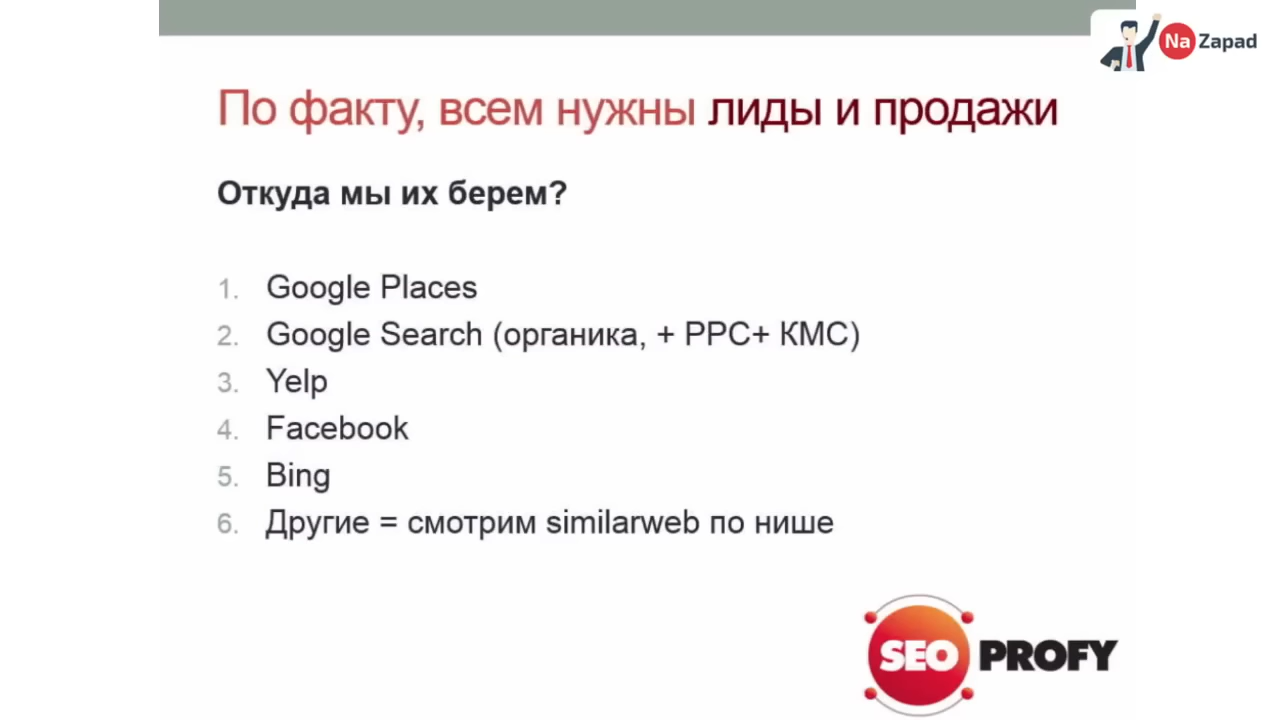 Na Zapad
По факту, всем нужны лиды и продажи
Откуда мы их берем?
1. Google Places
2. Google Search (органика, + PPC+ КМС)
3. Yelp
4. Facebook
5. Bing
6. Другие = смотрим similarweb по нише
SEO PROFY